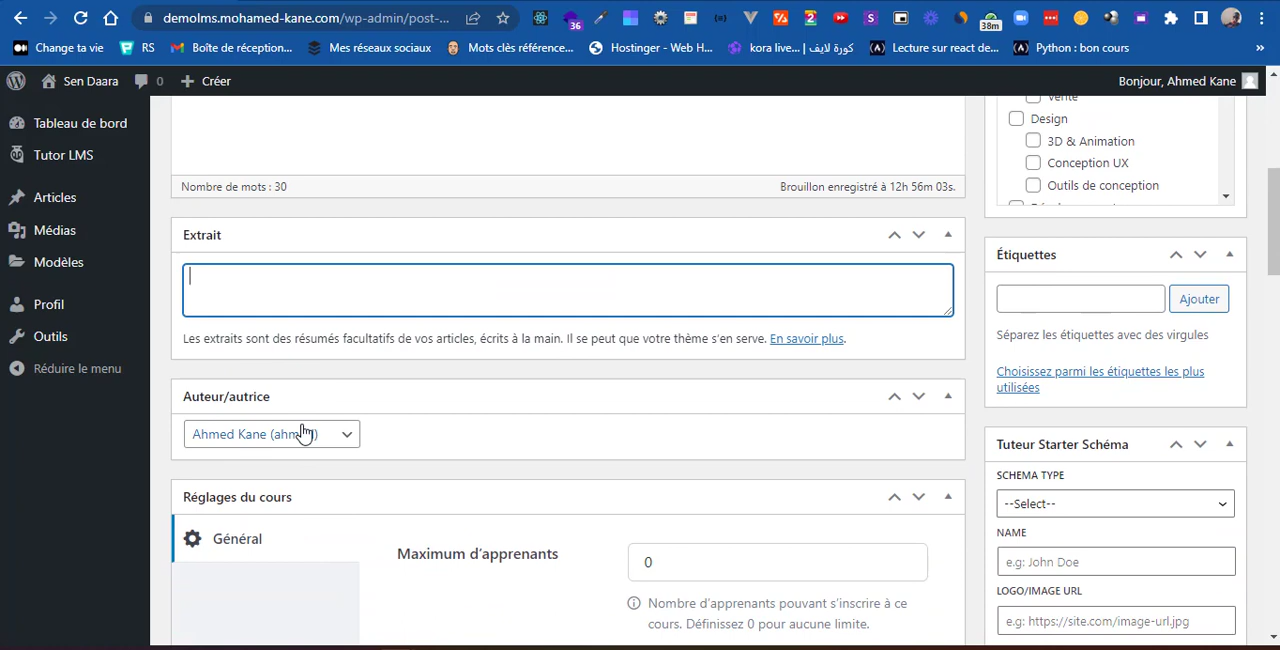 demolms.mohamed-kane.com/wp-admin/post-...
36
38m
Change ta vie
RS
Boîte de réception...
Mes réseaux sociaux
Mots clés référence...
Hostinger - Web H...
kora live... | كورة لايف
Lecture sur react de...
Python : bon cours
»
Sen Daara
0
Créer
Bonjour, Ahmed Kane
Tableau de bord
Tutor LMS
Articles
Médias
Modèles
Profil
Outils
Réduire le menu
Nombre de mots : 30
Brouillon enregistré à 12h 56m 03s.
Extrait
Les extraits sont des résumés facultatifs de vos articles, écrits à la main. Il se peut que votre thème s'en serve. En savoir plus.
Auteur/autrice
Ahmed Kane (ahm
Réglages du cours
Général
Maximum d'apprenants
0
Nombre d'apprenants pouvant s'inscrire à ce
cours. Définissez 0 pour aucune limite.
Vente
Design
3D & Animation
Conception UX
Outils de conception
Étiquettes
Ajouter
Séparez les étiquettes avec des virgules
Choisissez parmi les étiquettes les plus
utilisées
Tuteur Starter Schéma
SCHEMA TYPE
--Select--
NAME
e.g: John Doe
LOGO/IMAGE URL
e.g: https://site.com/image-url.jpg